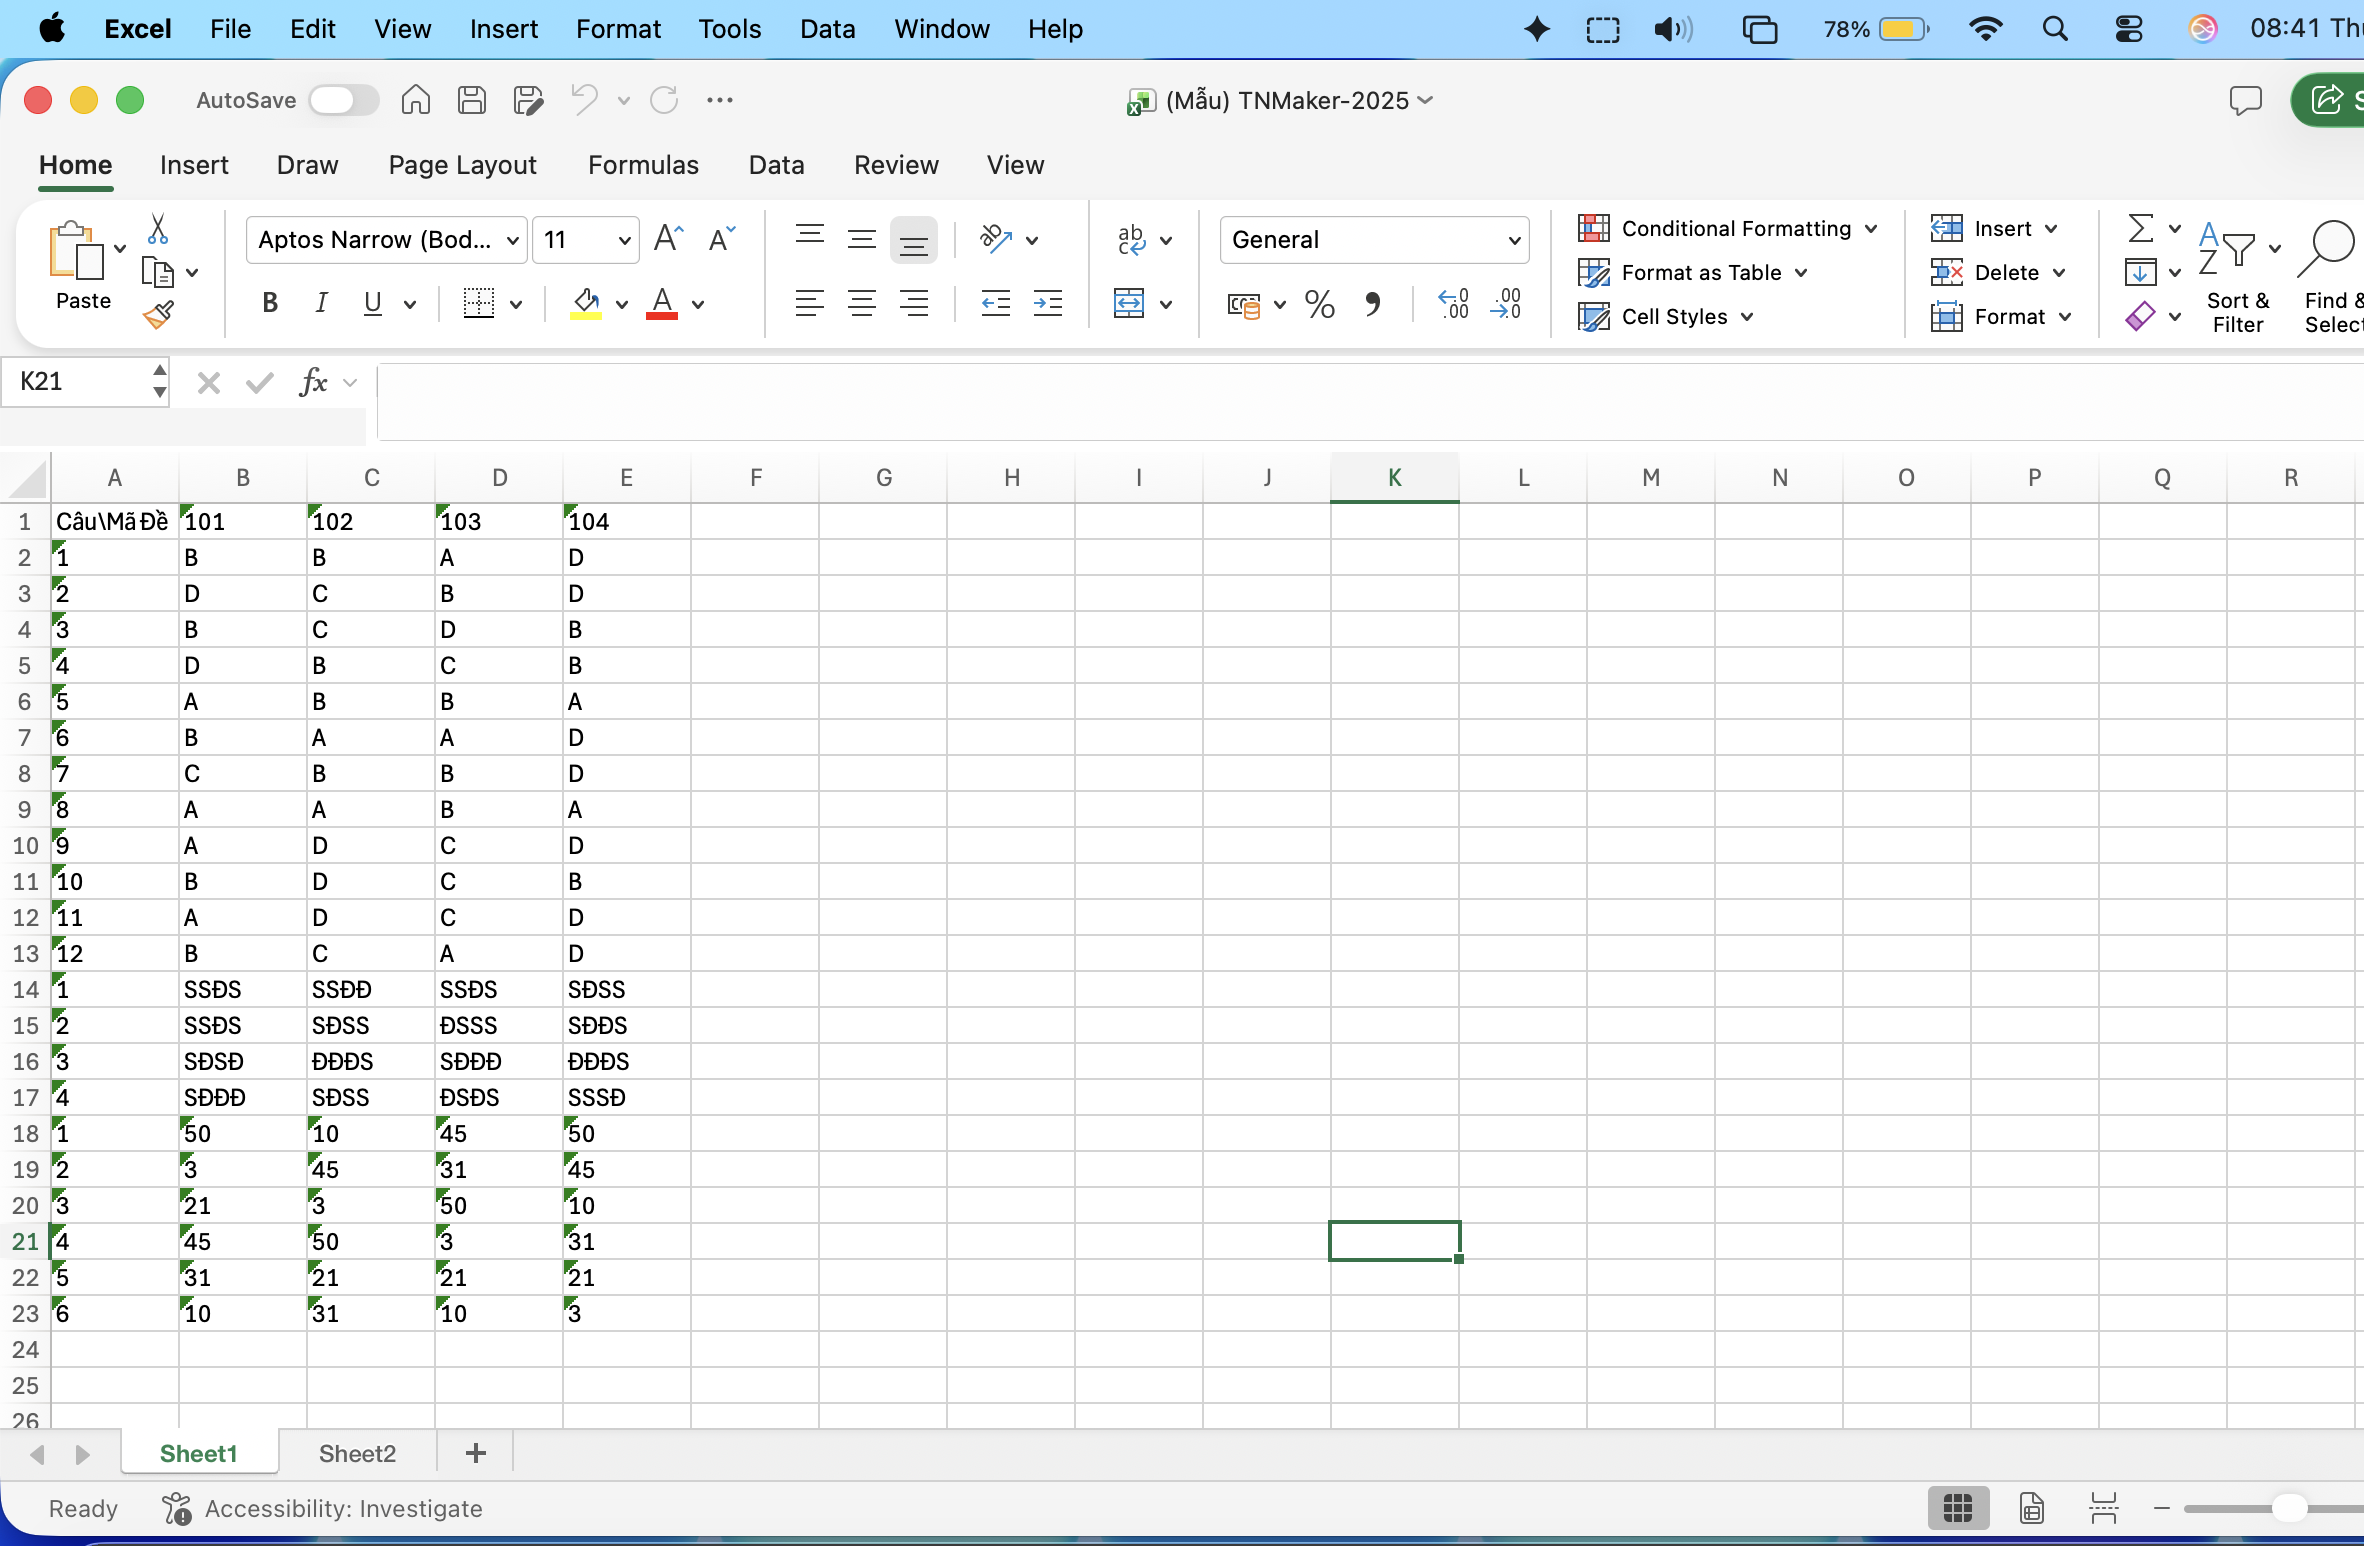 Excel File Edit View Insert Format Tools Data Window Help 78% 08:41
AutoSave (Mẫu) TNMaker-2025
Home Insert Draw Page Layout Formulas Data Review View
Paste
Aptos Narrow (Bod... 11
B I U
General
Conditional Formatting
Format as Table
Cell Styles
Insert
Delete
Format
Sort & Filter
Find &
K21 fx
A B C D E F G H I J K L M N O P Q R
1 Câu\Mã Đề 101 102 103 104
2 1 B B A D
3 2 D C B D
4 3 B C D B
5 4 D B C B
6 5 A B B A
7 6 B A A D
8 7 C B B D
9 8 A A B A
10 9 A D C D
11 10 B D C B
12 11 A D C D
13 12 B C A D
14 1 SSĐS SSĐĐ SSĐS SĐSS
15 2 SSĐS SĐSS ĐSSS SĐĐS
16 3 SĐSĐ ĐĐĐS SĐĐĐ ĐĐĐS
17 4 SĐĐĐ SĐSS ĐSĐS SSSĐ
18 1 50 10 45 50
19 2 3 45 31 45
20 3 21 3 50 10
21 4 45 50 3 31
22 5 31 21 21 21
23 6 10 31 10 3
24
25
26
Sheet1 Sheet2 +
Ready Accessibility: Investigate